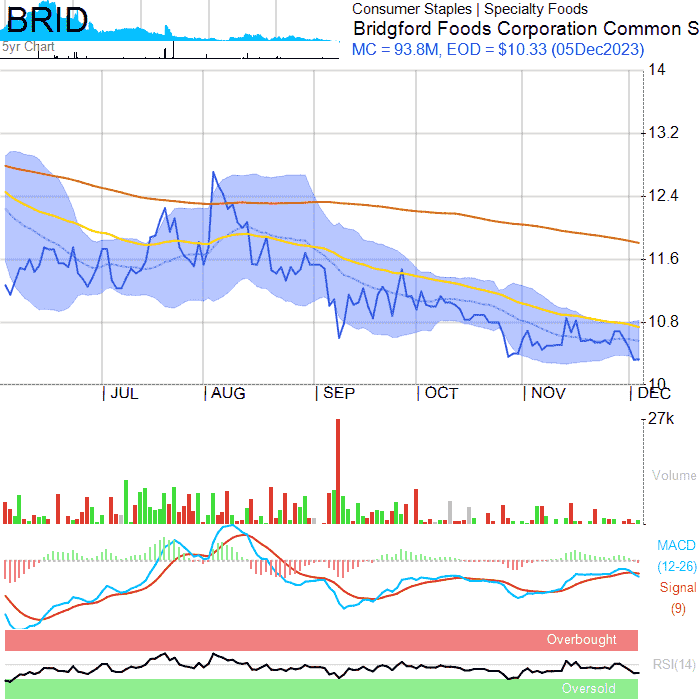 BRID
5yr Chart
Consumer Staples | Specialty Foods
Bridgford Foods Corporation Common S
MC = 93.8M, EOD = $10.33 (05Dec2023)
14
13.2
12.4
11.6
10.8
10
JUL AUG SEP OCT NOV DEC
27k
Volume
MACD
(12-26)
Signal
(9)
Overbought
RSI(14)
Oversold